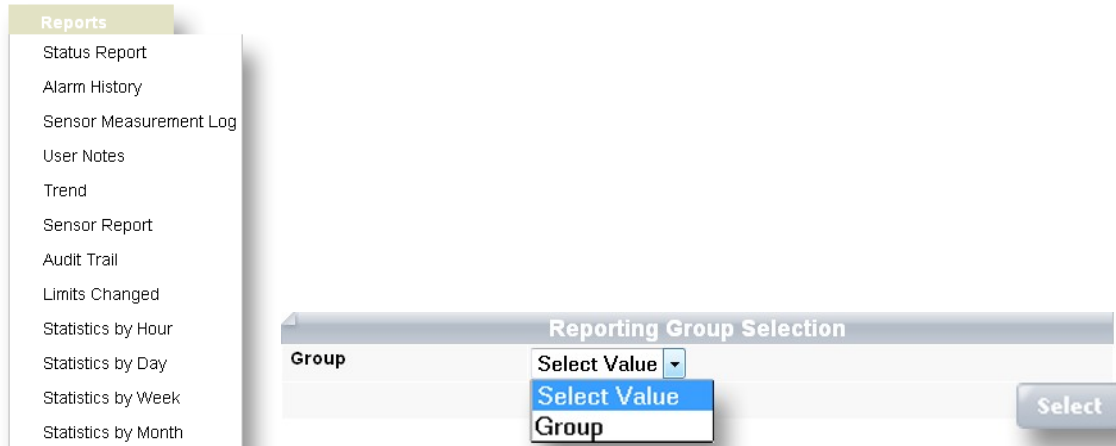 Reports
Status Report
Alarm History
Sensor Measurement Log
User Notes
Trend
Sensor Report
Audit Trail
Limits Changed
Statistics by Hour
Statistics by Day
Statistics by Week
Statistics by Month
Reporting Group Selection
Group Select Value
Select Value
Group
Select